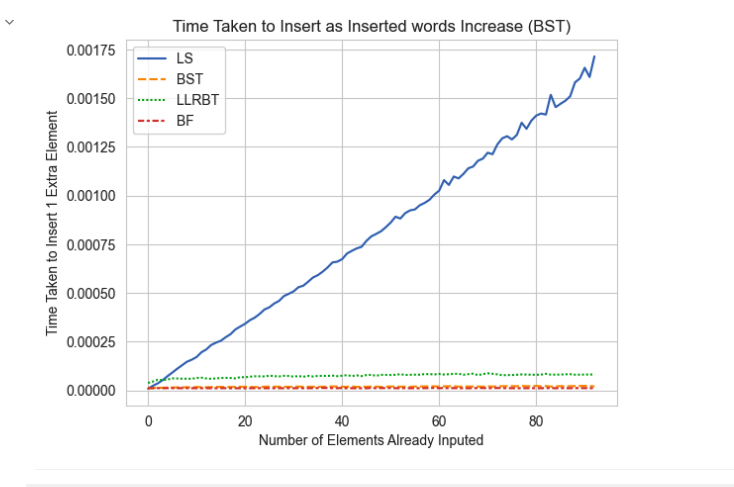 Time Taken to Insert as Inserted words Increase (BST)
LS
BST
LLRBT
BF
Time Taken to Insert 1 Extra Element
0.00175
0.00150
0.00125
0.00100
0.00075
0.00050
0.00025
0.00000
0 20 40 60 80
Number of Elements Already Inputed